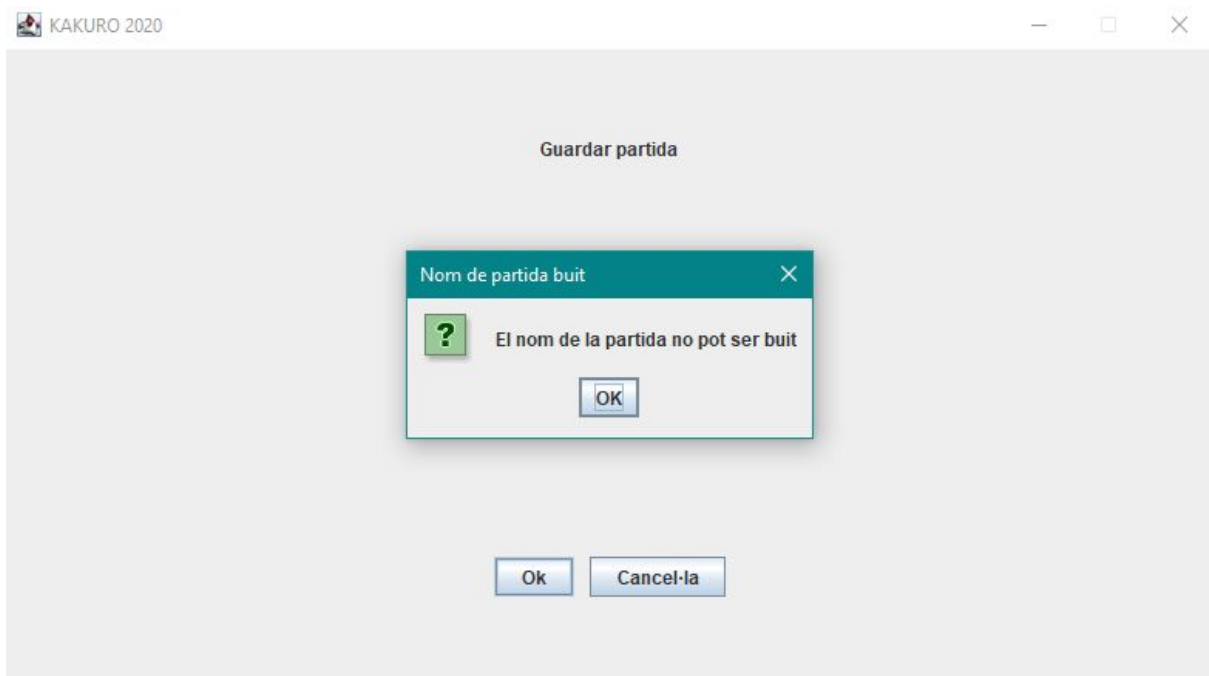 KAKURO 2020
Guardar partida
Nom de partida buit
?
El nom de la partida no pot ser buit
OK
Ok Cancel·la